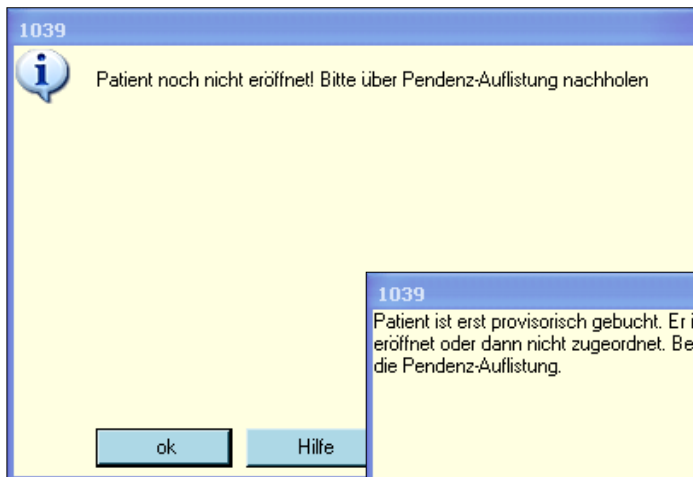 1039
Patient noch nicht eröffnet! Bitte über Pendenz-Auflistung nachholen
1039
Patient ist erst provisorisch gebucht. Er
eröffnet oder dann nicht zugeordnet.
die Pendenz-Auflistung.
ok
Hilfe